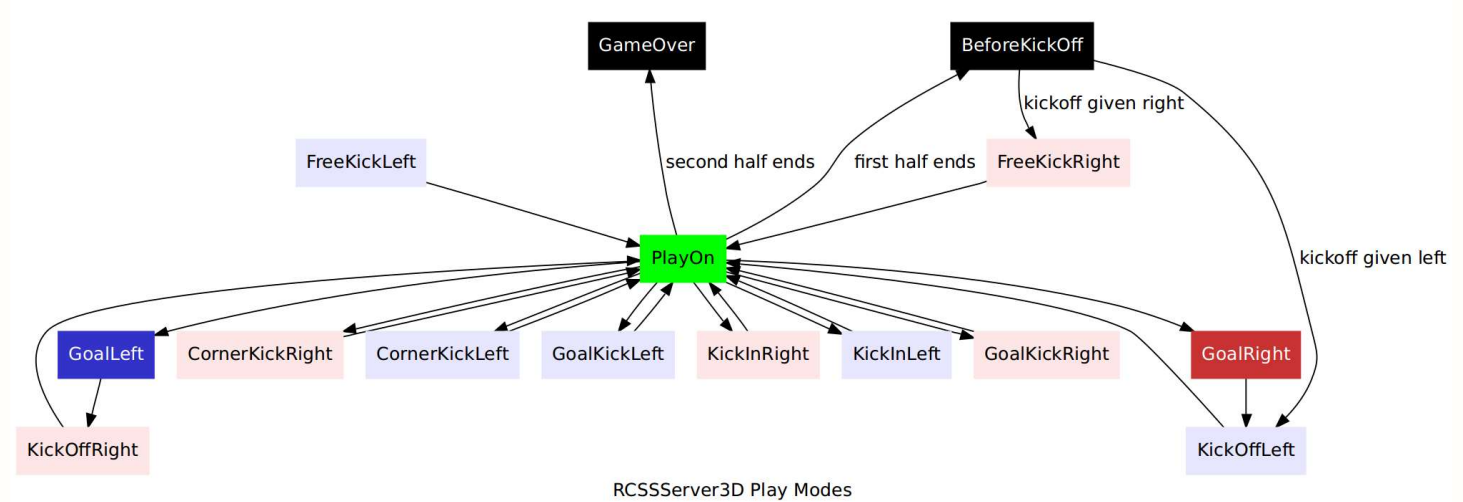 GameOver
BeforeKickOff
kickoff given right
FreeKickLeft
second half ends
first half ends
FreeKickRight
PlayOn
kickoff given left
GoalLeft
CornerKickRight
CornerKickLeft
GoalKickLeft
KickInRight
KickInLeft
GoalKickRight
GoalRight
KickOffRight
KickOffLeft
RCSSServer3D Play Modes